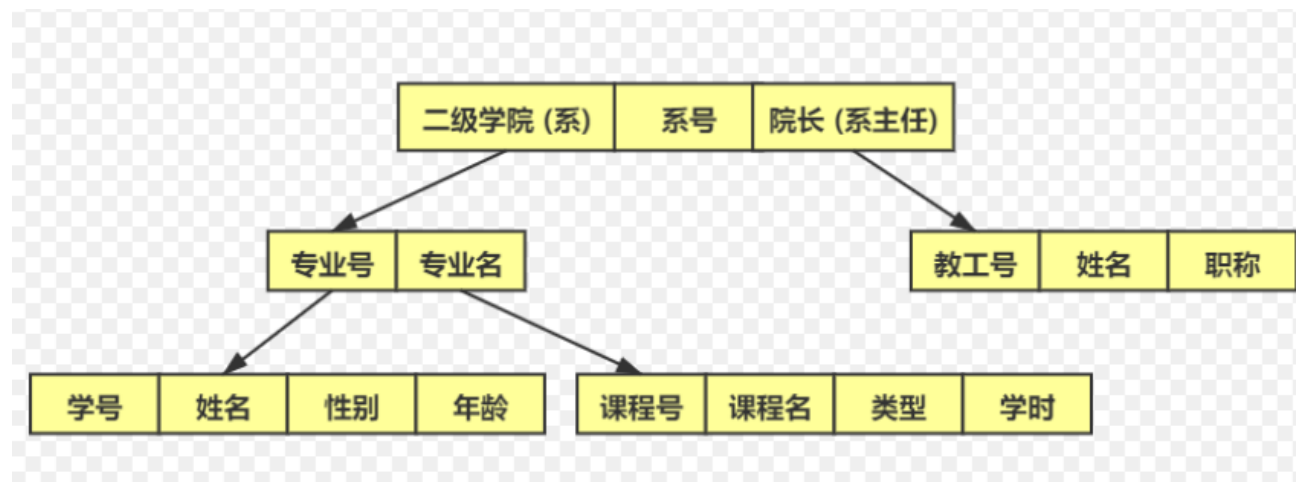 二级学院 (系) 系号 院长 (系主任)
专业号 专业名 教工号 姓名 职称
学号 姓名 性别 年龄 课程号 课程名 类型 学时